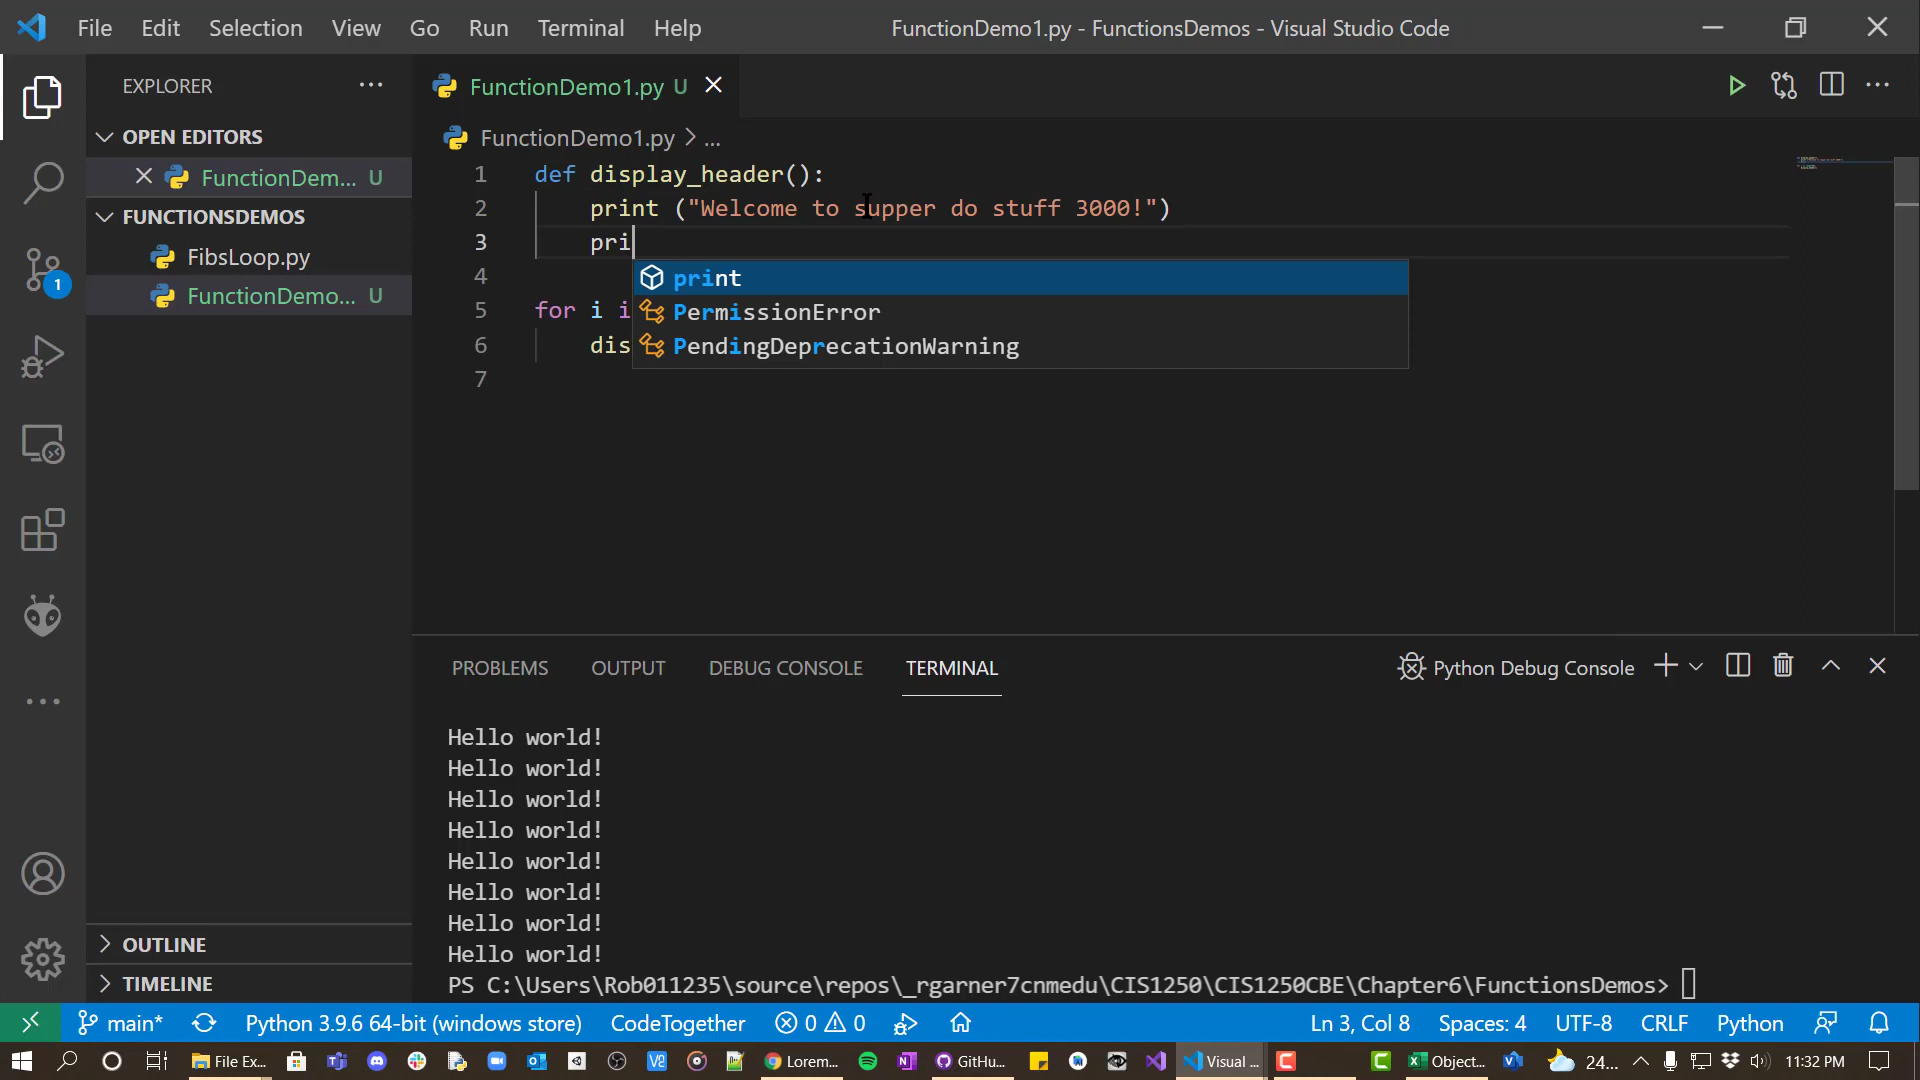 File Edit Selection View Go Run Terminal Help FunctionDemo1.py - FunctionsDemos - Visual Studio Code
EXPLORER
FunctionDemo1.py U
OPEN EDITORS
FunctionDem... U
FUNCTIONSDEMOS
FibsLoop.py
FunctionDemo... U
1
OUTLINE
TIMELINE
FunctionDemo1.py > ...
1 def display_header():
2 print ("Welcome to supper do stuff 3000!")
3 pri
4
5 for i i
6 dis
7
print
PermissionError
PendingDeprecationWarning
PROBLEMS OUTPUT DEBUG CONSOLE TERMINAL Python Debug Console
Hello world!
Hello world!
Hello world!
Hello world!
Hello world!
Hello world!
Hello world!
Hello world!
PS C:\Users\Rob011235\source\repos\_rgarner7cnmedu\CIS1250\CIS1250CBE\Chapter6\FunctionsDemos>
main* Python 3.9.6 64-bit (windows store) CodeTogether 0 0 Ln 3, Col 8 Spaces: 4 UTF-8 CRLF Python
File Ex... Lorem... GitHu... Visual ... Object... 24... 11:32 PM